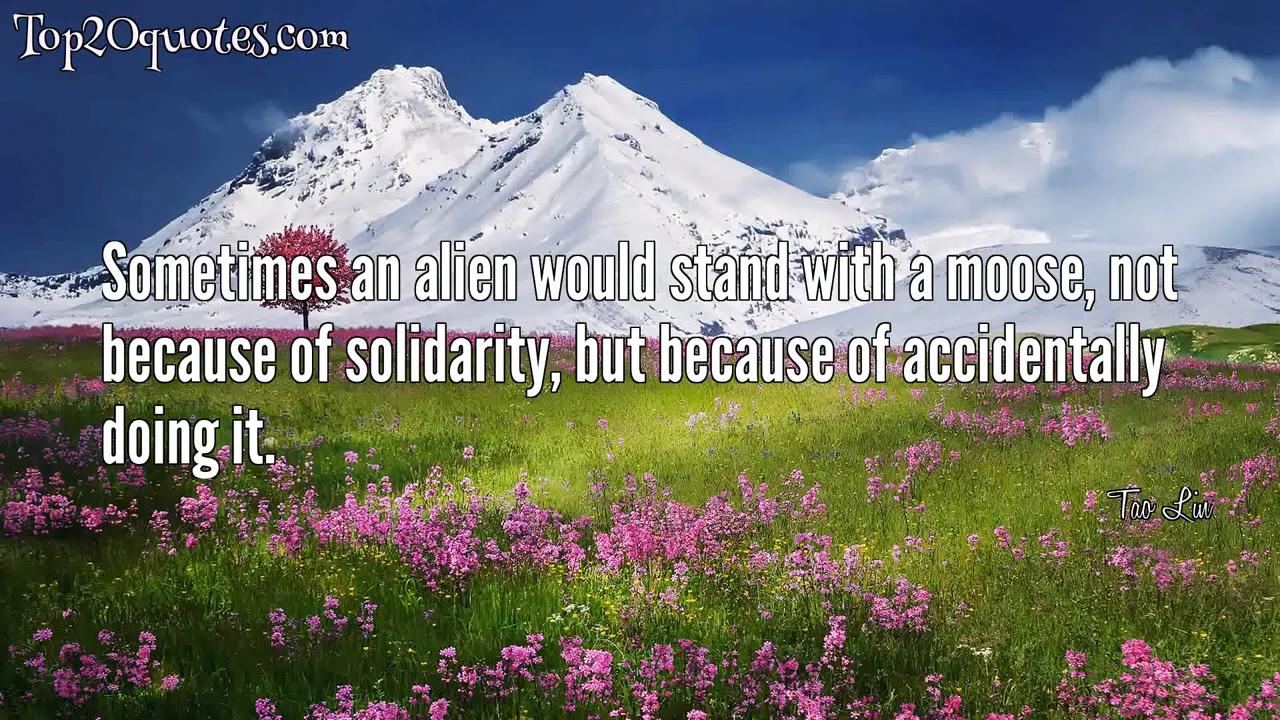 Top20quotes.com
Sometimes an alien would stand with a moose, not
because of solidarity, but because of accidentally
doing it.
Tao Lin